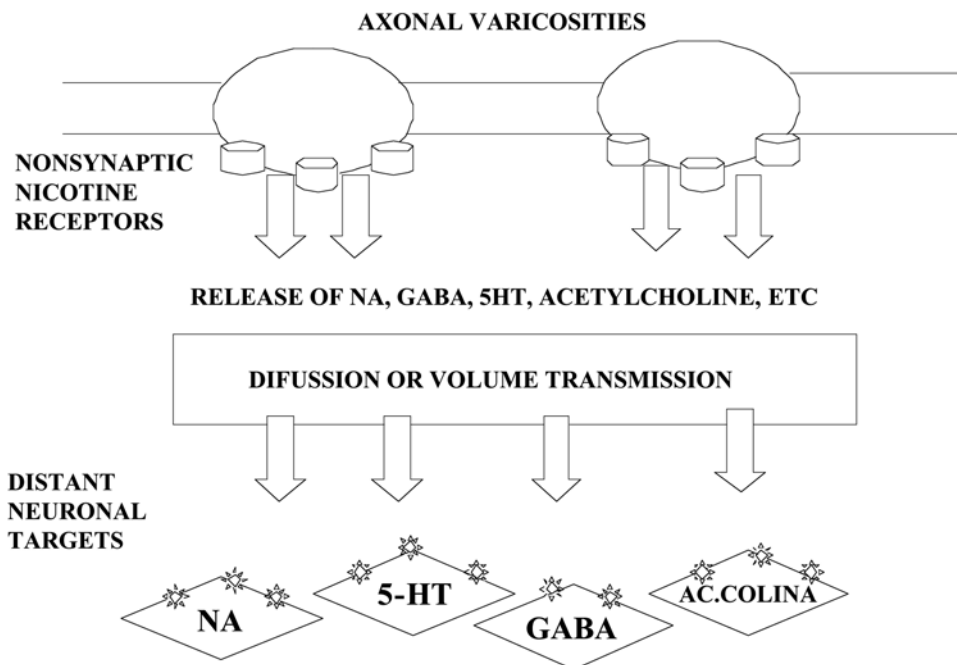 AXONAL VARICOSITIES
NONSYNAPTIC
NICOTINE
RECEPTORS
RELEASE OF NA, GABA, 5HT, ACETYLCHOLINE, ETC
DIFUSSION OR VOLUME TRANSMISSION
DISTANT
NEURONAL
TARGETS
NA
5-HT
GABA
AC.COLINA